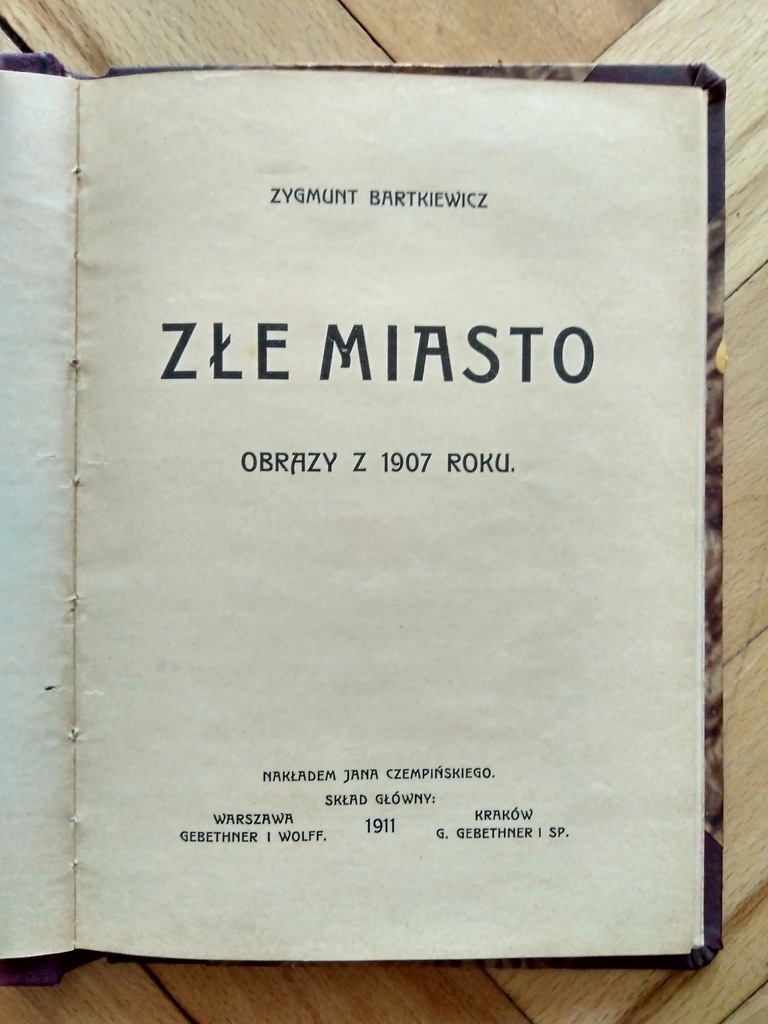 ZYGMUNT BARTKIEWICZ
ZŁE MIASTO
OBRAZY Z 1907 ROKU.
NAKŁADEM JANA CZEMPIŃSKIEGO.
SKŁAD GŁÓWNY:
WARSZAWA
GEBETHNER I WOLFF.
1911
KRAKÓW
G. GEBETHNER I SP.